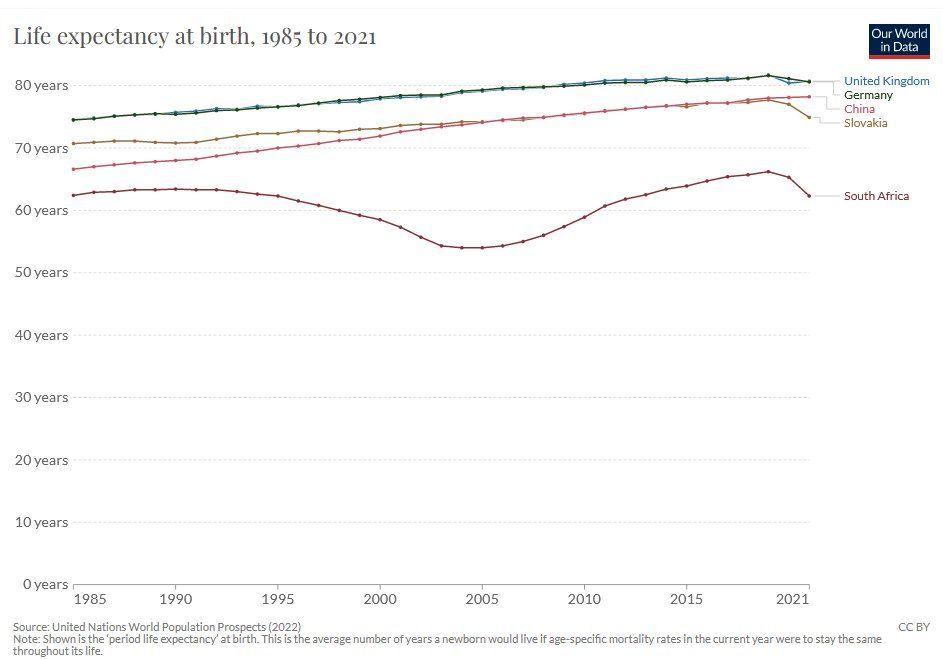 Life expectancy at birth, 1985 to 2021
Our World
in Data
80 years
70 years
60 years
50 years
40 years
30 years
20 years
10 years
0 years
United Kingdom
Germany
China
Slovakia
South Africa
1985 1990 1995 2000 2005 2010 2015 2021
Source: United Nations World Population Prospects (2022)
CC BY
Note: Shown is the 'period life expectancy' at birth. This is the average number of years a newborn would live if age-specific mortality rates in the current year were to stay the same
throughout its life.